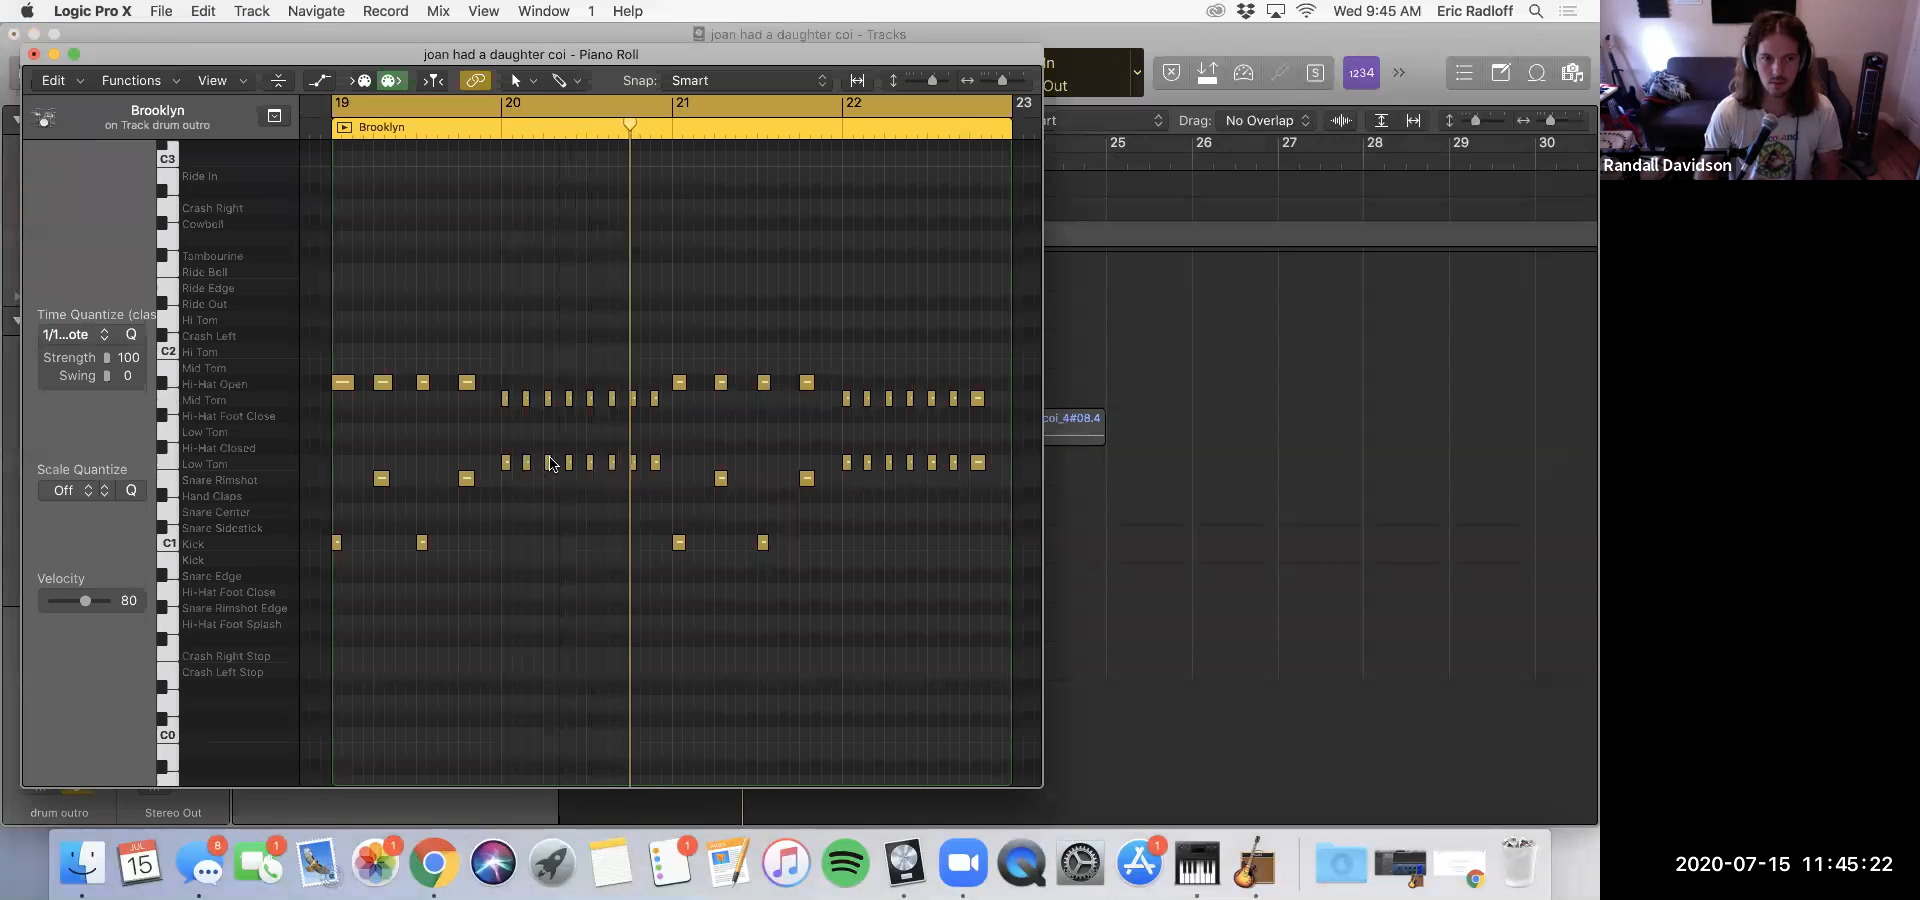 Logic Pro X File Edit Track Navigate Record Mix View Window 1 Help Wed 9:45 AM Eric Radloff
joan had a daughter coi - Tracks
joan had a daughter coi - Piano Roll
In
Out
Edit Functions View Snap: Smart
S 1234
Brooklyn
on Track drum outro
19 20 21 22 23
Brooklyn
Drag: No Overlap
25 26 27 28 29 30
Randall Davidson
C3
Ride In
Crash Right
Cowbell
Tambourine
Ride Bell
Ride Edge
Ride Out
Hi Tom
Crash Left
C2
Hi Tom
Mid Tom
Hi-Hat Open
Mid Tom
Hi-Hat Foot Close
Low Tom
Hi-Hat Closed
Low Tom
Snare Rimshot
Hand Claps
Snare Center
Snare Sidestick
C1
Kick
Kick
Snare Edge
Hi-Hat Foot Close
Snare Rimshot Edge
Hi-Hat Foot Splash
Crash Right Stop
Crash Left Stop
C0
Time Quantize (clas
1/1...ote Q
Strength 100
Swing 0
Scale Quantize
Off Q
Velocity
80
coi_4#08.4
drum outro
Stereo Out
JUL
15
8
1
1
1
1
2020-07-15 11:45:22